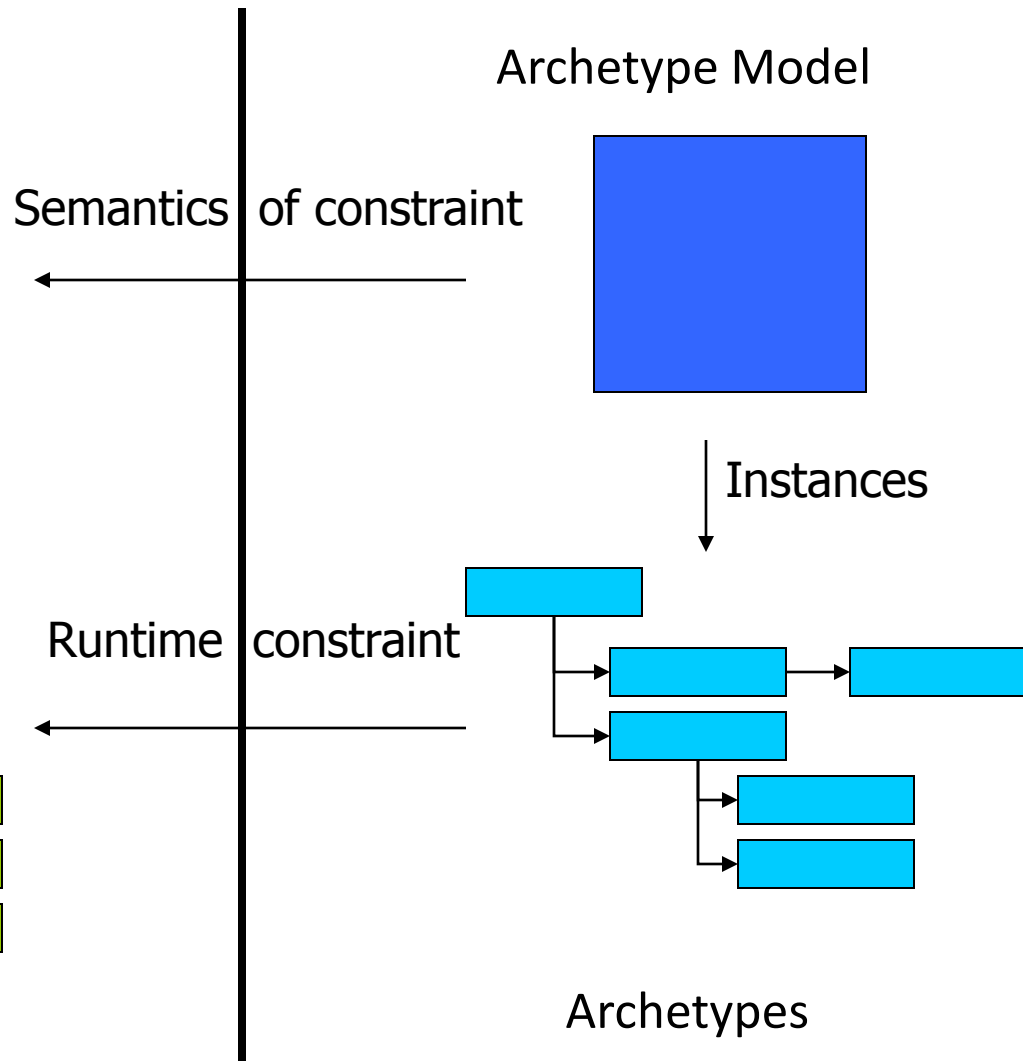 Archetype Model
Semantics of constraint
Instances
Runtime constraint
Archetypes